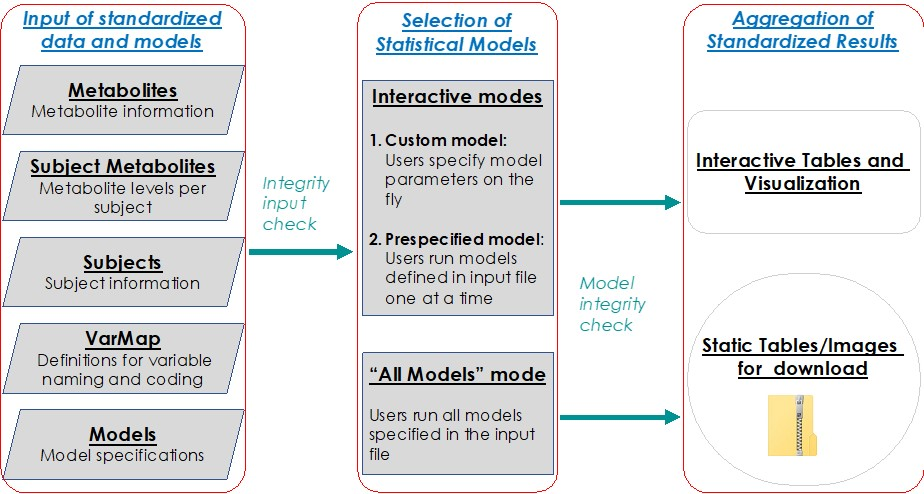 Input of standardized
data and models
Metabolites
Metabolite information
Subject Metabolites
Metabolite levels per
subject
Subjects
Subject information
VarMap
Definitions for variable
naming and coding
Models
Model specifications
Integrity
input
check
Selection of
Statistical Models
Interactive modes
1. Custom model:
Users specify model
parameters on the
fly
2. Prespecified model:
Users run models
defined in input file
one at a time
“All Models” mode
Users run all models
specified in the input
file
Model
integrity
check
Aggregation of
Standardized Results
Interactive Tables and
Visualization
Static Tables/Images
for download